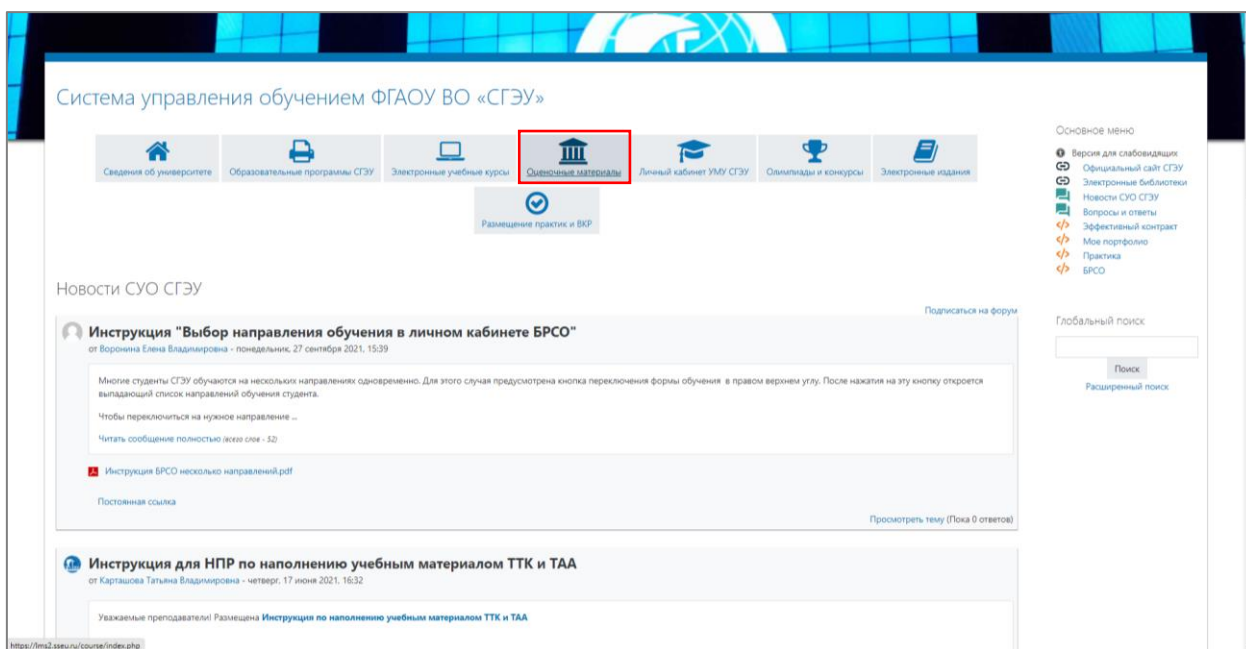 Система управления обучением ФГАОУ ВО «СГЭУ»
Сведения об университете
Образовательные программы СГЭУ
Электронные учебные курсы
Оценочные материалы
Личный кабинет УМУ СГЭУ
Олимпиады и конкурсы
Электронные издания
Размещение практик и ВКР
Новости СУО СГЭУ
Подписаться на форум
Инструкция "Выбор направления обучения в личном кабинете БРСО"
от Воронина Елена Владимировна - понедельник, 27 сентября 2021, 15:39
Многие студенты СГЭУ обучаются на нескольких направлениях одновременно. Для этого случая предусмотрена кнопка переключения формы обучения в правом верхнем углу. После нажатия на эту кнопку откроется
выпадающий список направлений обучения студента.
Чтобы переключиться на нужное направление ...
Читать сообщение полностью (всего слов - 52)
Инструкция БРСО несколько направлений.pdf
Постоянная ссылка
Просмотреть тему (Пока 0 ответов)
Инструкция для НПР по наполнению учебным материалом ТТК и ТАА
от Карташова Татьяна Владимировна - четверг, 17 июня 2021, 16:32
Уважаемые преподаватели! Размещена Инструкция по наполнению учебным материалом ТТК и ТАА
https://lms2.sseu.ru/course/index.php
Основное меню
Версия для слабовидящих
Официальный сайт СГЭУ
Электронные библиотеки
Новости СУО СГЭУ
Вопросы и ответы
Эффективный контракт
Мое портфолио
Практика
БРСО
Глобальный поиск
Поиск
Расширенный поиск